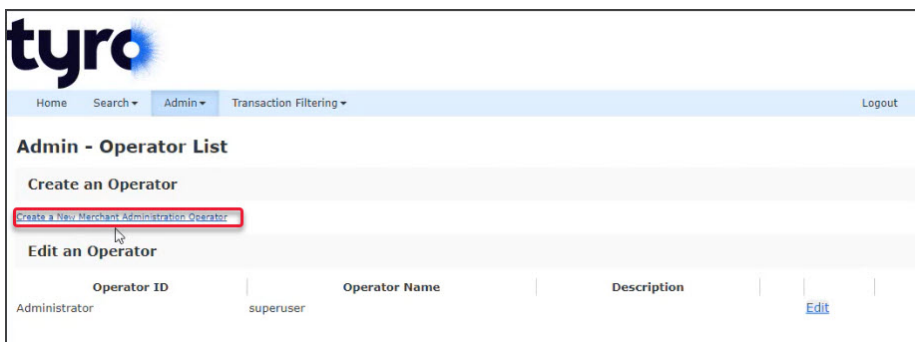 tyro
Home Search Admin Transaction Filtering Logout
Admin - Operator List
Create an Operator
Create a New Merchant Administration Operator
Edit an Operator
Operator ID Operator Name Description
Administrator superuser Edit